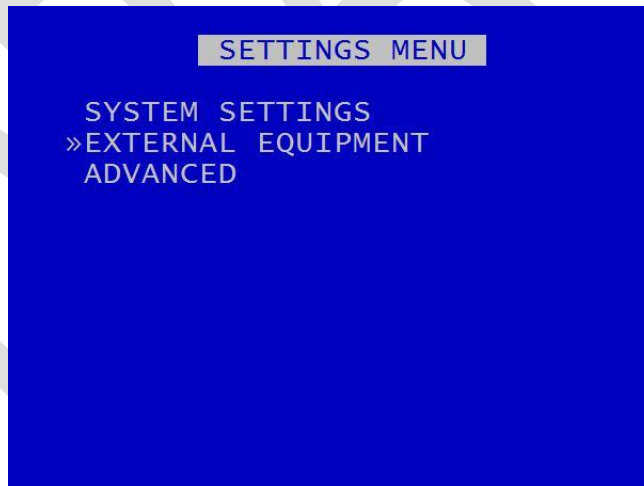 SETTINGS MENU
SYSTEM SETTINGS
»EXTERNAL EQUIPMENT
ADVANCED